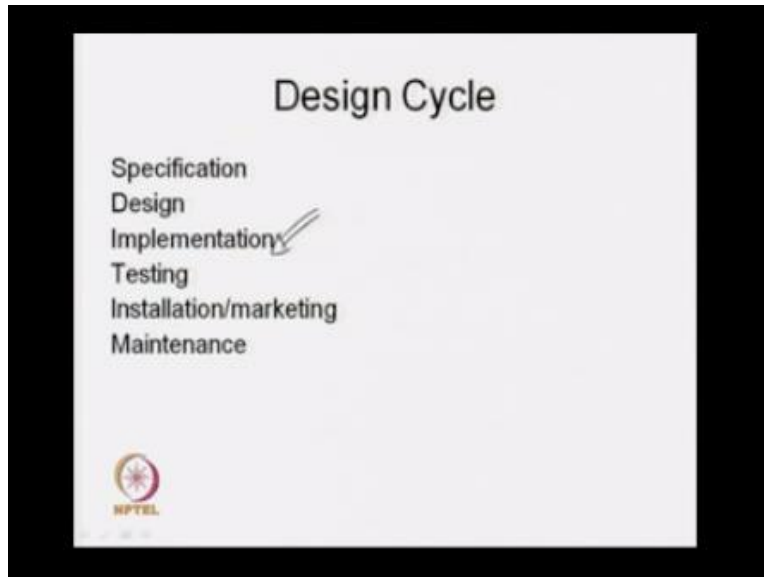 Design Cycle
Specification
Design
Implementation
Testing
Installation/marketing
Maintenance
NPTEL